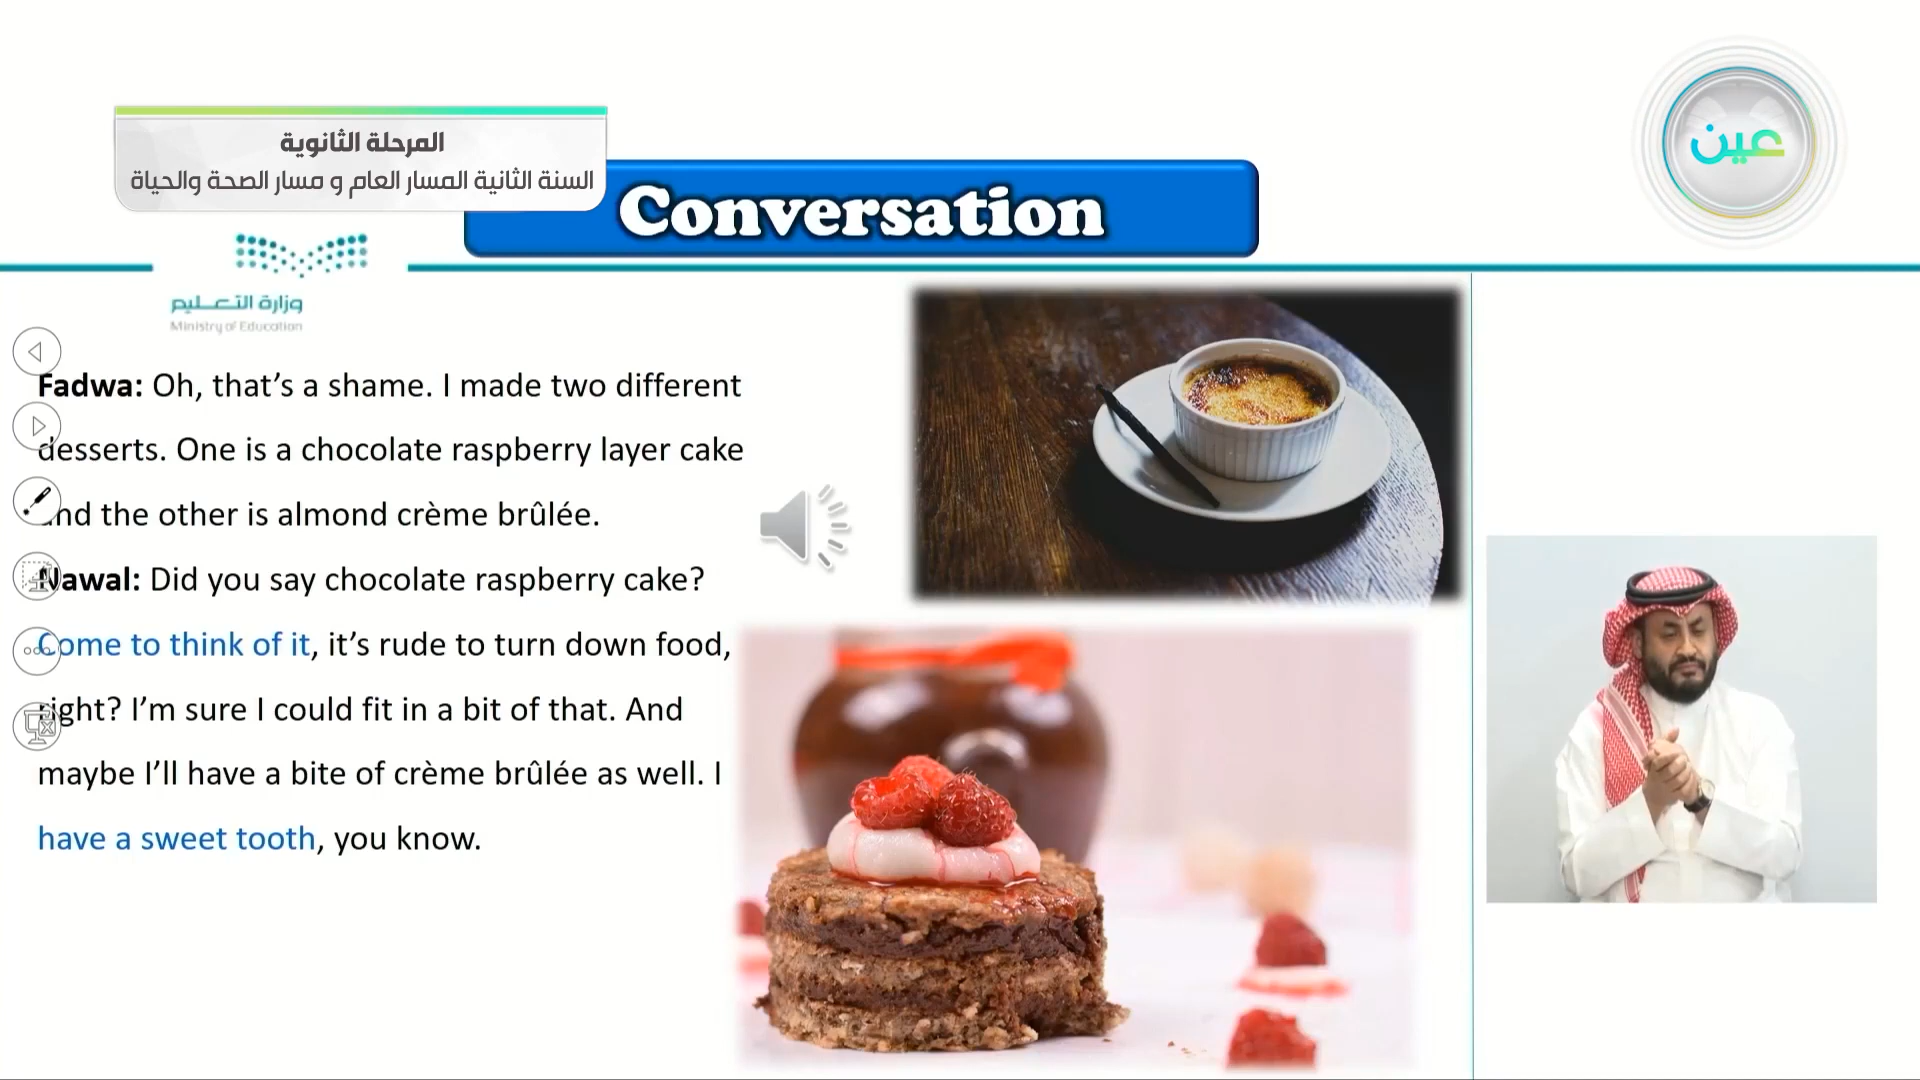 المرحلة الثانوية
السنة الثانية المسار العام و مسار الصحة والحياة
عين
Conversation
وزارة التعليم
Ministry of Education
Fadwa: Oh, that’s a shame. I made two different
desserts. One is a chocolate raspberry layer cake
and the other is almond crème brûlée.
Nawal: Did you say chocolate raspberry cake?
Come to think of it, it’s rude to turn down food,
right? I’m sure I could fit in a bit of that. And
maybe I’ll have a bite of crème brûlée as well. I
have a sweet tooth, you know.